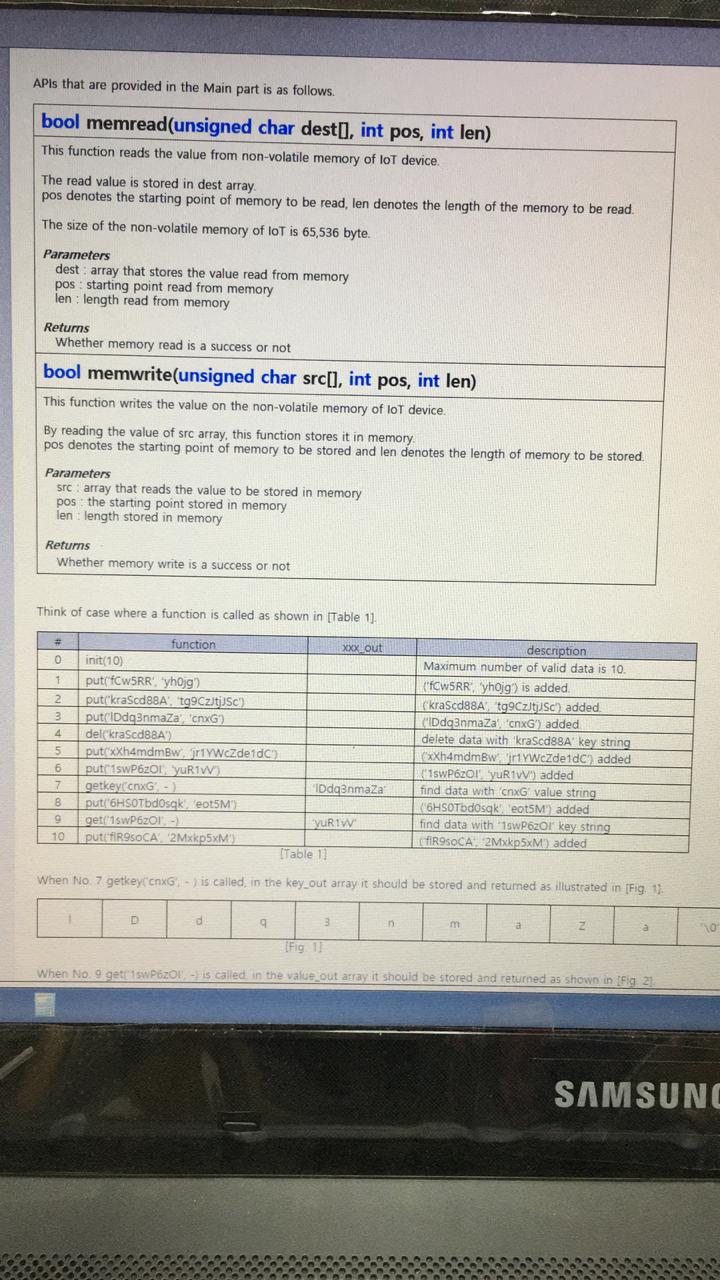 APIs that are provided in the Main part is as follows.
bool memread(unsigned char dest[], int pos, int len)
This function reads the value from non-volatile memory of IoT device.
The read value is stored in dest array.
pos denotes the starting point of memory to be read, len denotes the length of the memory to be read.
The size of the non-volatile memory of IoT is 65,536 byte.
Parameters
dest : array that stores the value read from memory
pos : starting point read from memory
len : length read from memory
Returns
Whether memory read is a success or not
bool memwrite(unsigned char src[], int pos, int len)
This function writes the value on the non-volatile memory of IoT device.
By reading the value of src array, this function stores it in memory.
pos denotes the starting point of memory to be stored and len denotes the length of memory to be stored.
Parameters
src : array that reads the value to be stored in memory
pos : the starting point stored in memory
len : length stored in memory
Returns
Whether memory write is a success or not
Think of case where a function is called as shown in [Table 1].
# function xxx_out description
0 init(10) Maximum number of valid data is 10.
1 put('fCw5RR', 'yh0jg') ('fCw5RR', 'yh0jg') is added.
2 put('kraScd88A', 'tg9CzJtjJSc') ('kraScd88A', 'tg9CzJtjJSc') added.
3 put('lDdq3nmaZa', 'cnxG') ('lDdq3nmaZa', 'cnxG') added.
4 del('kraScd88A') delete data with 'kraScd88A' key string
5 put('xXh4mdmBw', 'jr1YWcZde1dC') ('xXh4mdmBw', 'jr1YWcZde1dC') added
6 put('1swP6zOl', 'yuR1vV') ('1swP6zOl', 'yuR1vV') added
7 getkey('cnxG', - ) 'lDdq3nmaZa' find data with 'cnxG' value string
8 put('6HS0Tbd0sqk', 'eot5M') ('6HS0Tbd0sqk', 'eot5M') added
9 get('1swP6zOl', -) 'yuR1vV' find data with '1swP6zOl' key string
10 put('flR9soCA', '2Mxkp5xM') ('flR9soCA', '2Mxkp5xM') added
[Table 1]
When No. 7 getkey('cnxG', - ) is called, in the key_out array it should be stored and returned as illustrated in [Fig. 1].
l D d q 3 n m a Z a '\0'
[Fig. 1]
When No. 9 get('1swP6zOl', -) is called, in the value_out array it should be stored and returned as shown in [Fig. 2].
SAMSUNG